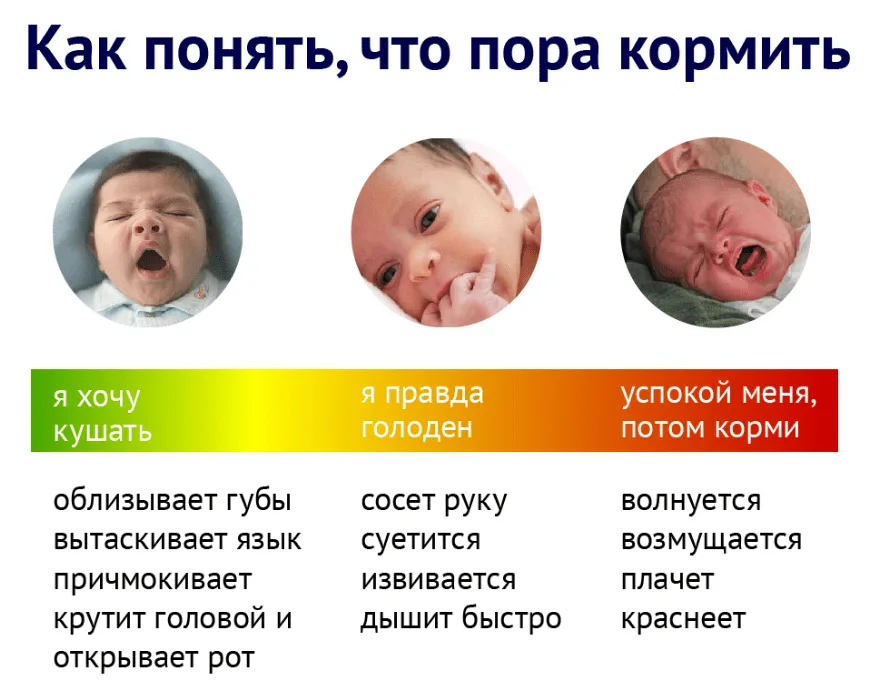 Как понять, что пора кормить
я хочу
кушать
я правда
голоден
успокой меня,
потом корми
облизывает губы
вытаскивает язык
причмокивает
крутит головой и
открывает рот
сосет руку
суетится
извивается
дышит быстро
волнуется
возмущается
плачет
краснеет